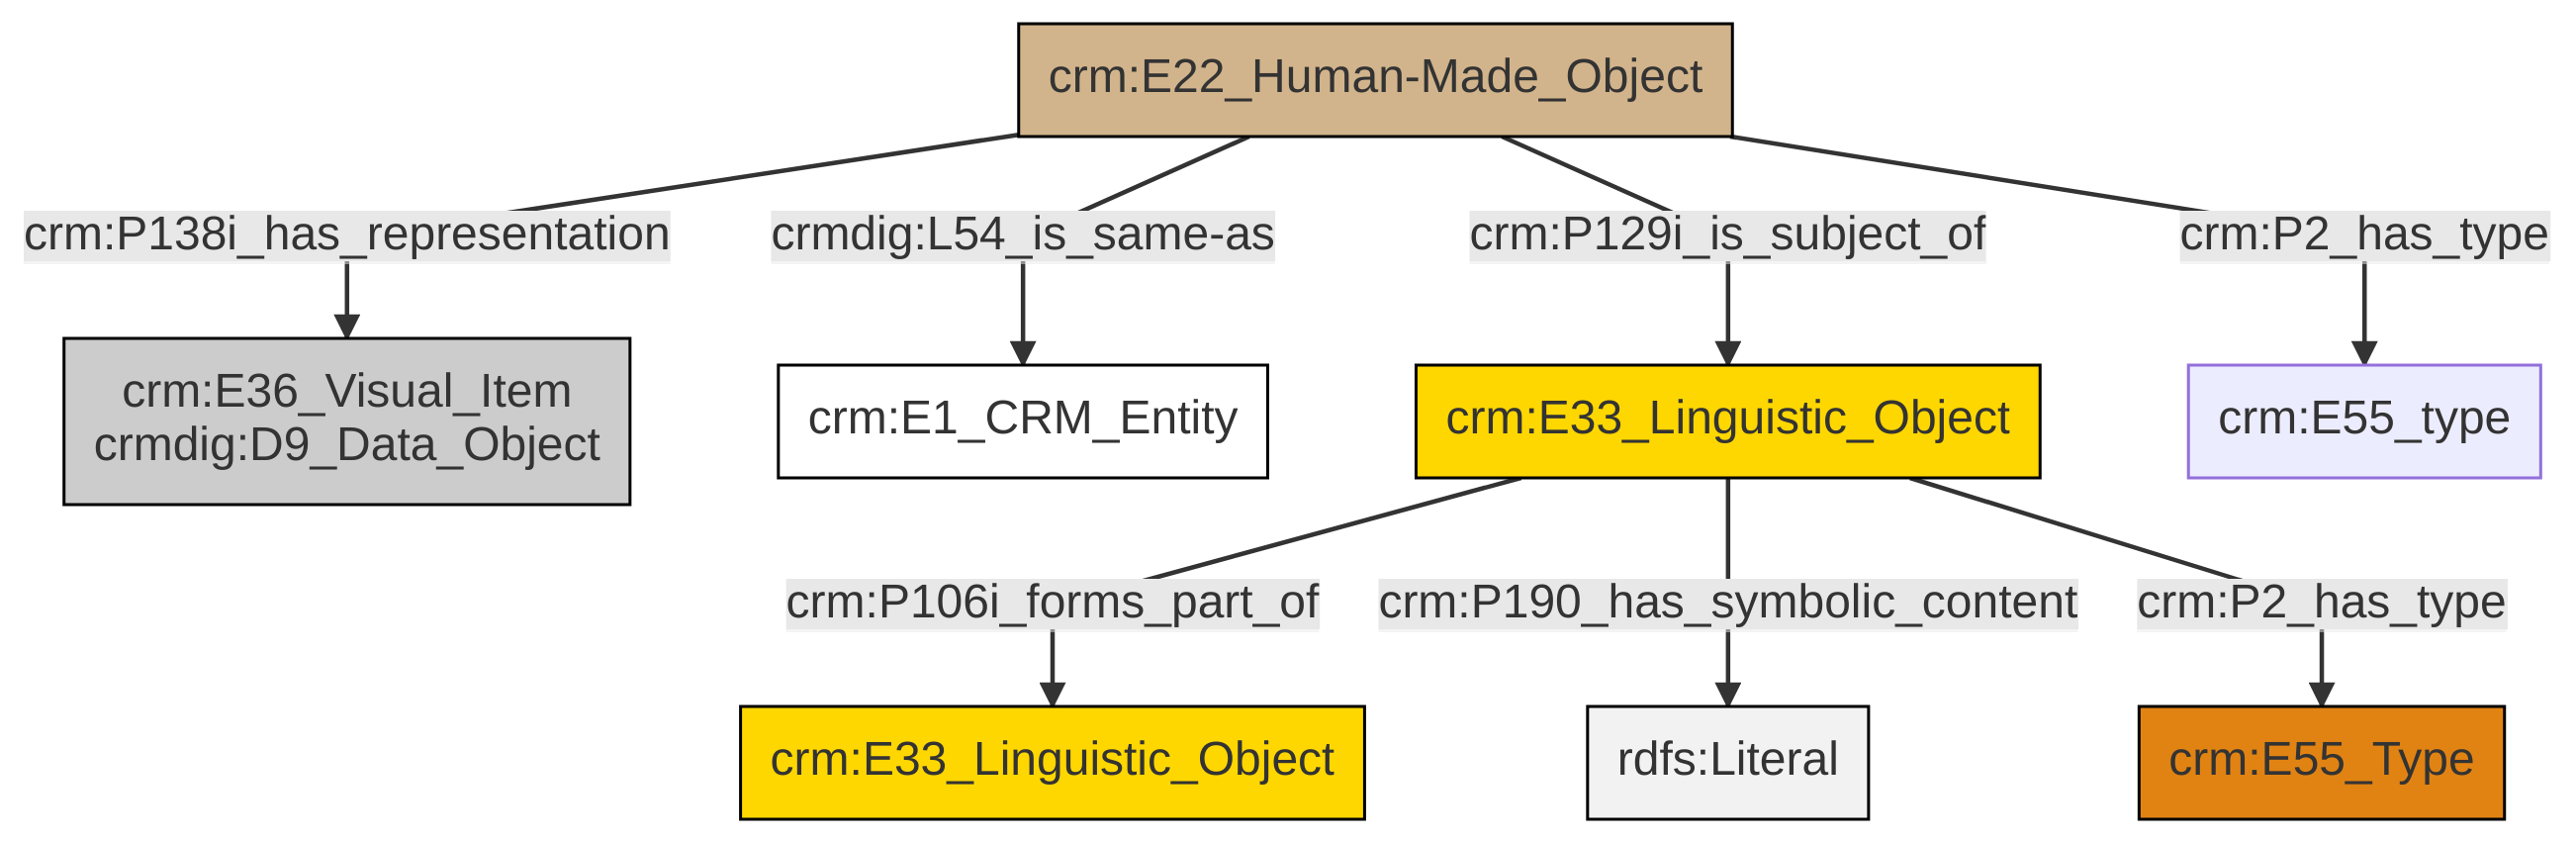 crm:E22_Human-Made_Object
crm:P138i_has_representation
crmdig:L54_is_same-as
crm:P129i_is_subject_of
crm:P2_has_type
crm:E36_Visual_Item
crmdig:D9_Data_Object
crm:E1_CRM_Entity
crm:E33_Linguistic_Object
crm:E55_type
crm:P106i_forms_part_of
crm:P190_has_symbolic_content
crm:P2_has_type
crm:E33_Linguistic_Object
rdfs:Literal
crm:E55_Type